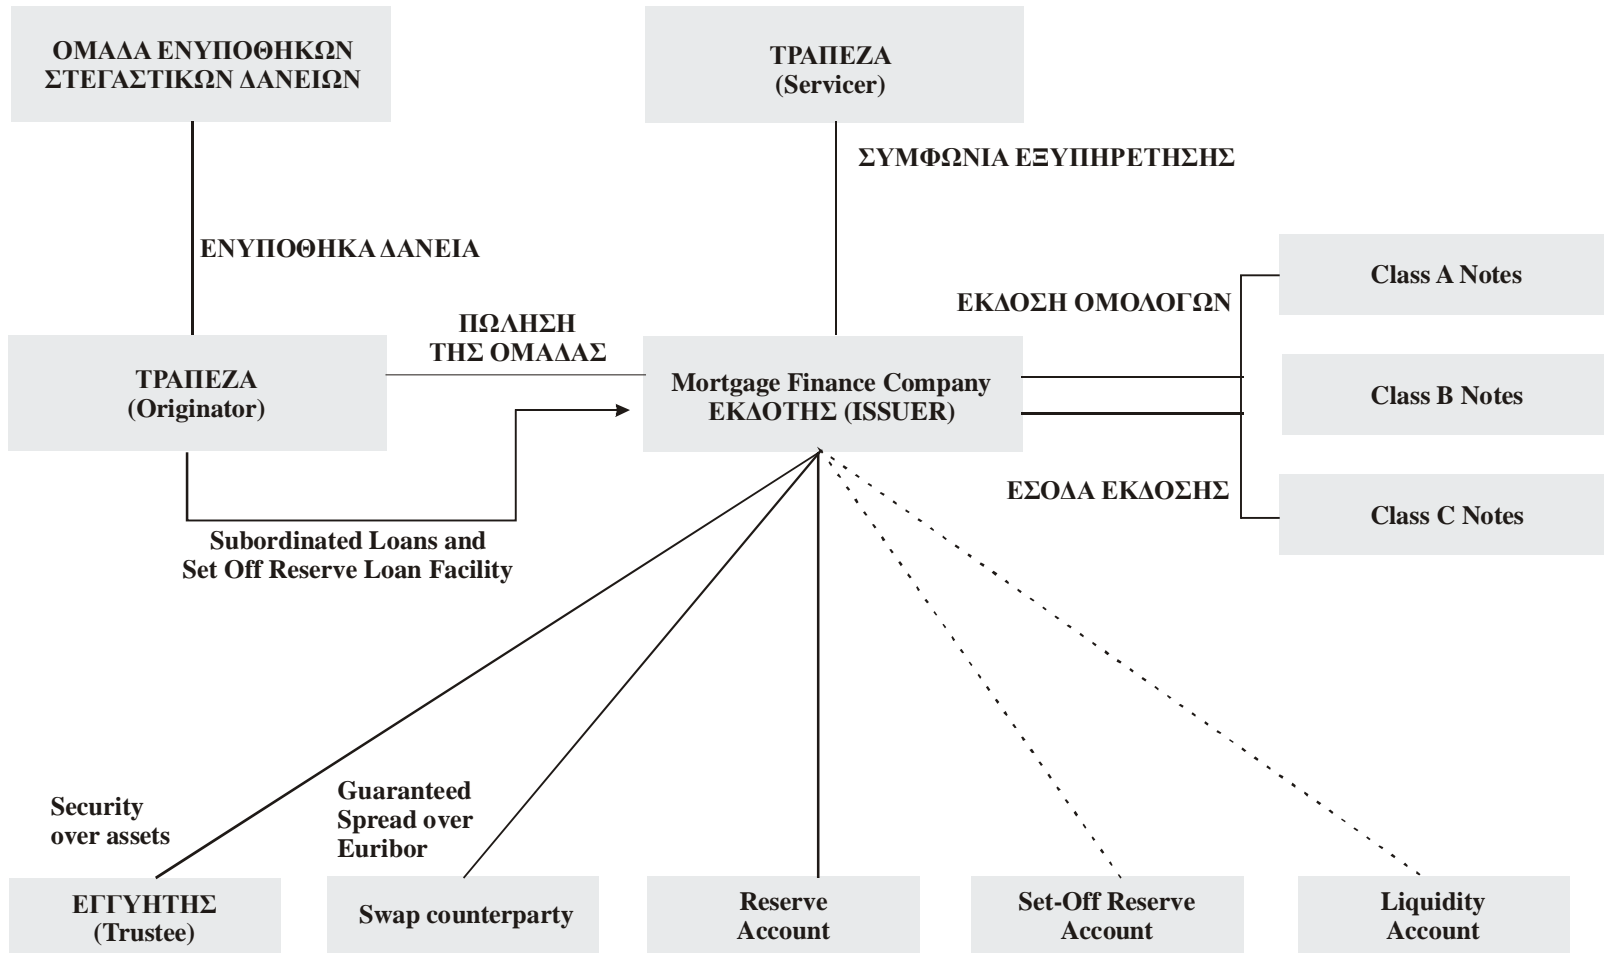 ΟΜΑΔΑ ΕΝΥΠΟΘΗΚΩΝ
ΣΤΕΓΑΣΤΙΚΩΝ ΔΑΝΕΙΩΝ
ΤΡΑΠΕΖΑ
(Servicer)
ΣΥΜΦΩΝΙΑ ΕΞΥΠΗΡΕΤΗΣΗΣ
ΕΝΥΠΟΘΗΚΑ ΔΑΝΕΙΑ
ΕΚΔΟΣΗ ΟΜΟΛΟΓΩΝ
Class A Notes
ΠΩΛΗΣΗ
ΤΗΣ ΟΜΑΔΑΣ
ΤΡΑΠΕΖΑ
(Originator)
Mortgage Finance Company
ΕΚΔΟΤΗΣ (ISSUER)
Class B Notes
ΕΣΟΔΑ ΕΚΔΟΣΗΣ
Class C Notes
Subordinated Loans and
Set Off Reserve Loan Facility
Security
over assets
Guaranteed
Spread over
Euribor
ΕΓΓΥΗΤΗΣ
(Trustee)
Swap counterparty
Reserve
Account
Set-Off Reserve
Account
Liquidity
Account